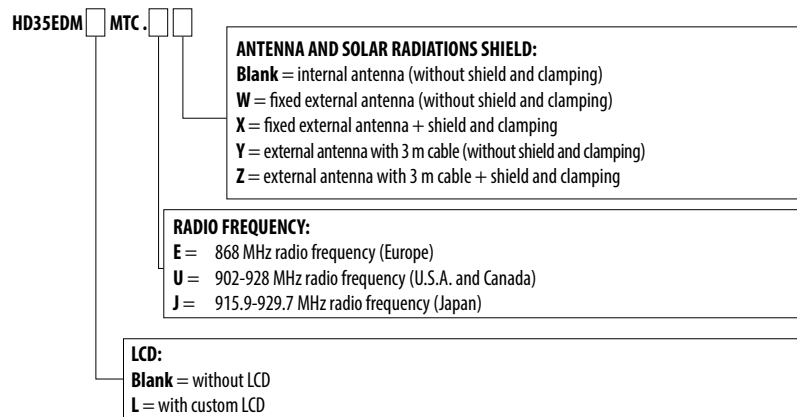 HD35EDM MTC .
ANTENNA AND SOLAR RADIATIONS SHIELD:
Blank = internal antenna (without shield and clamping)
W = fixed external antenna (without shield and clamping)
X = fixed external antenna + shield and clamping
Y = external antenna with 3 m cable (without shield and clamping)
Z = external antenna with 3 m cable + shield and clamping
RADIO FREQUENCY:
E = 868 MHz radio frequency (Europe)
U = 902-928 MHz radio frequency (U.S.A. and Canada)
J = 915.9-929.7 MHz radio frequency (Japan)
LCD:
Blank = without LCD
L = with custom LCD